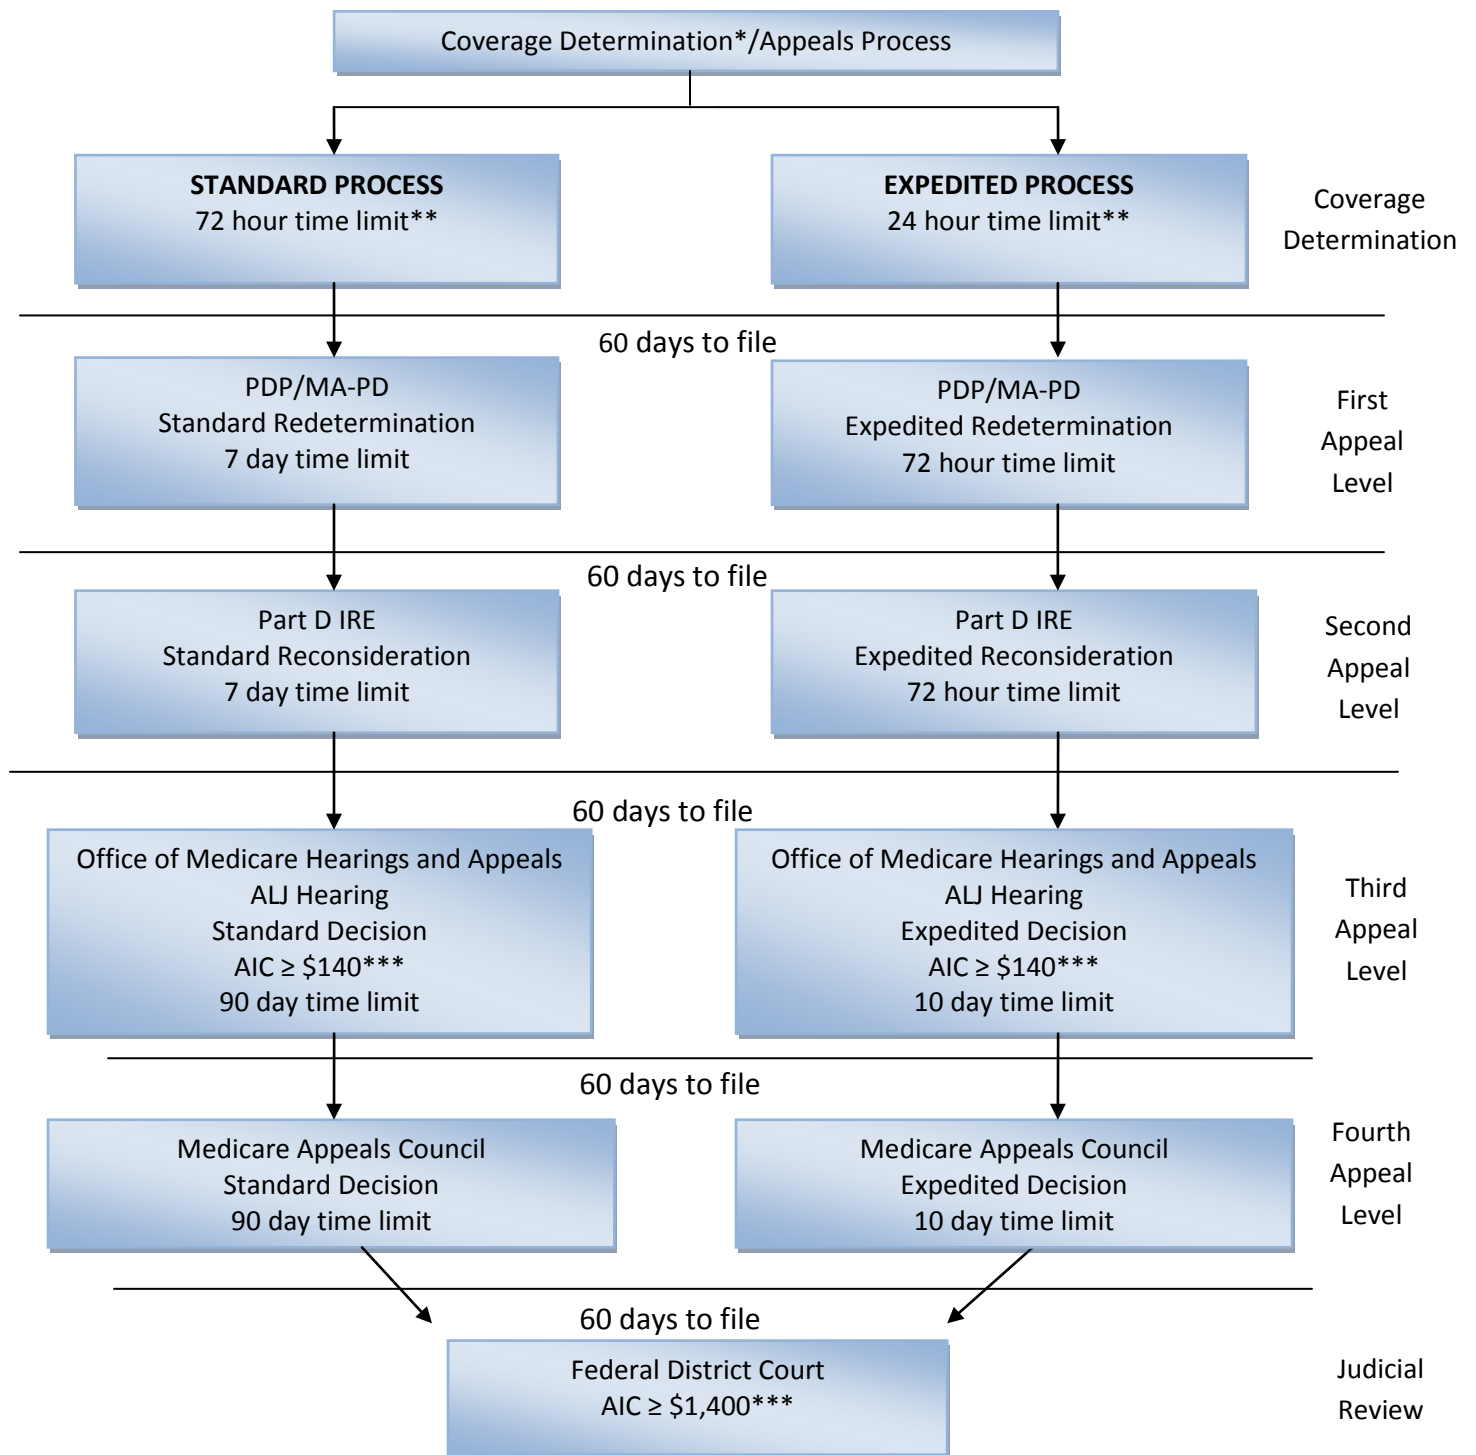 Coverage Determination*/Appeals Process
STANDARD PROCESS
72 hour time limit**
EXPEDITED PROCESS
24 hour time limit**
Coverage
Determination
60 days to file
PDP/MA-PD
Standard Redetermination
7 day time limit
PDP/MA-PD
Expedited Redetermination
72 hour time limit
First
Appeal
Level
60 days to file
Part D IRE
Standard Reconsideration
7 day time limit
Part D IRE
Expedited Reconsideration
72 hour time limit
Second
Appeal
Level
60 days to file
Office of Medicare Hearings and Appeals
ALJ Hearing
Standard Decision
AIC ≥ $140***
90 day time limit
Office of Medicare Hearings and Appeals
ALJ Hearing
Expedited Decision
AIC ≥ $140***
10 day time limit
Third
Appeal
Level
60 days to file
Medicare Appeals Council
Standard Decision
90 day time limit
Medicare Appeals Council
Expedited Decision
10 day time limit
Fourth
Appeal
Level
60 days to file
Federal District Court
AIC ≥ $1,400***
Judicial
Review